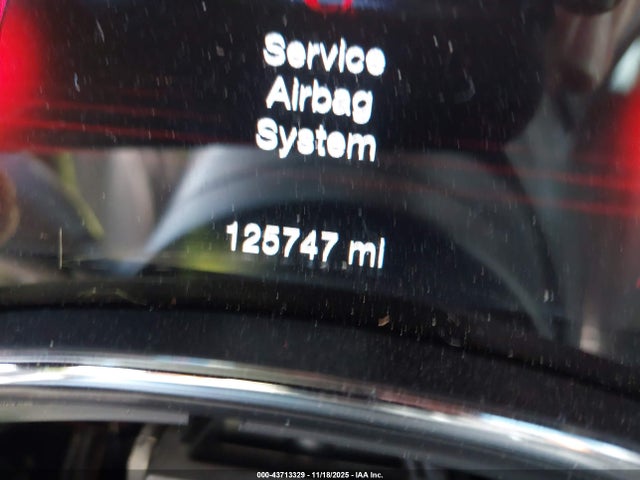 Service
Airbag
System
125747 mi
000-43713329 - 11/18/2025 - IAA Inc.